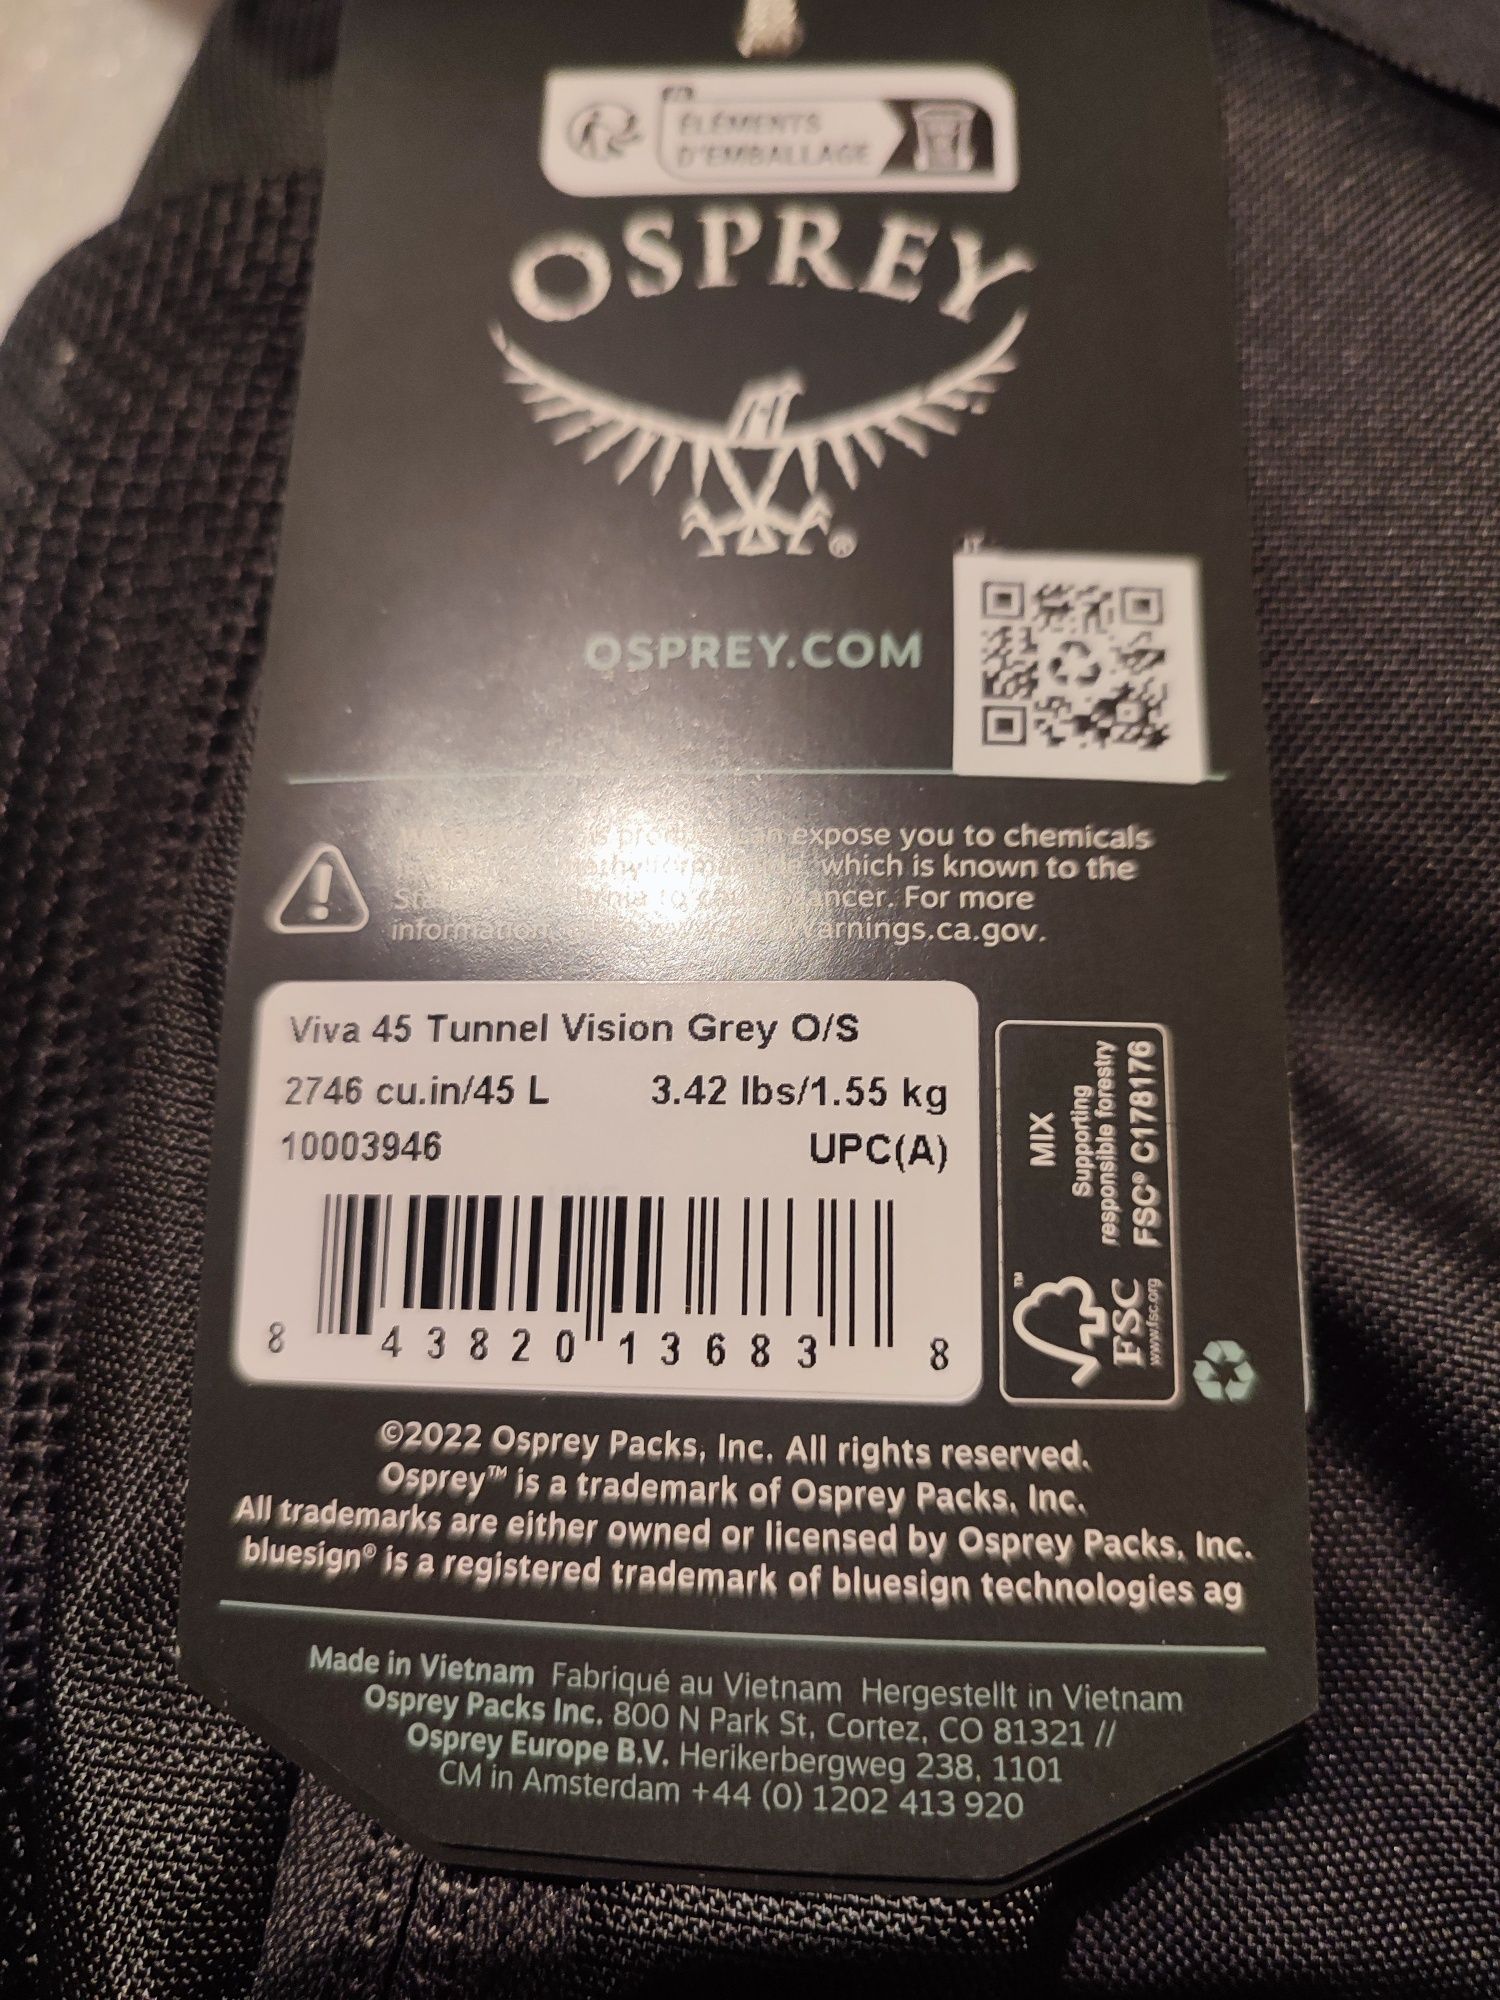 ÉLÉMENTS
D'EMBALLAGE
OSPREY
®
OSPREY.COM
can expose you to chemicals
which is known to the
cancer. For more
information
warnings.ca.gov.
Viva 45 Tunnel Vision Grey O/S
2746 cu.in/45 L 3.42 lbs/1.55 kg
10003946 UPC(A)
8 43820 13683 8
MIX
Supporting
responsible forestry
FSC® C178176
™
FSC
www.fsc.org
©2022 Osprey Packs, Inc. All rights reserved.
Osprey™ is a trademark of Osprey Packs, Inc.
All trademarks are either owned or licensed by Osprey Packs, Inc.
bluesign® is a registered trademark of bluesign technologies ag
Made in Vietnam Fabriqué au Vietnam Hergestellt in Vietnam
Osprey Packs Inc. 800 N Park St, Cortez, CO 81321 //
Osprey Europe B.V. Herikerbergweg 238, 1101
CM in Amsterdam +44 (0) 1202 413 920